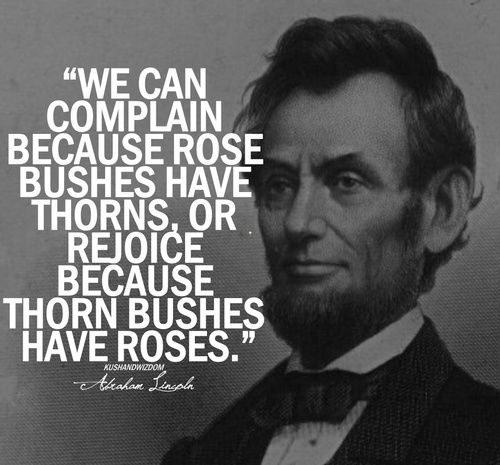 “WE CAN
COMPLAIN
BECAUSE ROSE
BUSHES HAVE
THORNS, OR
REJOICE
BECAUSE
THORN BUSHES
HAVE ROSES.”
KUSHANDWIZDOM
Abraham Lincoln